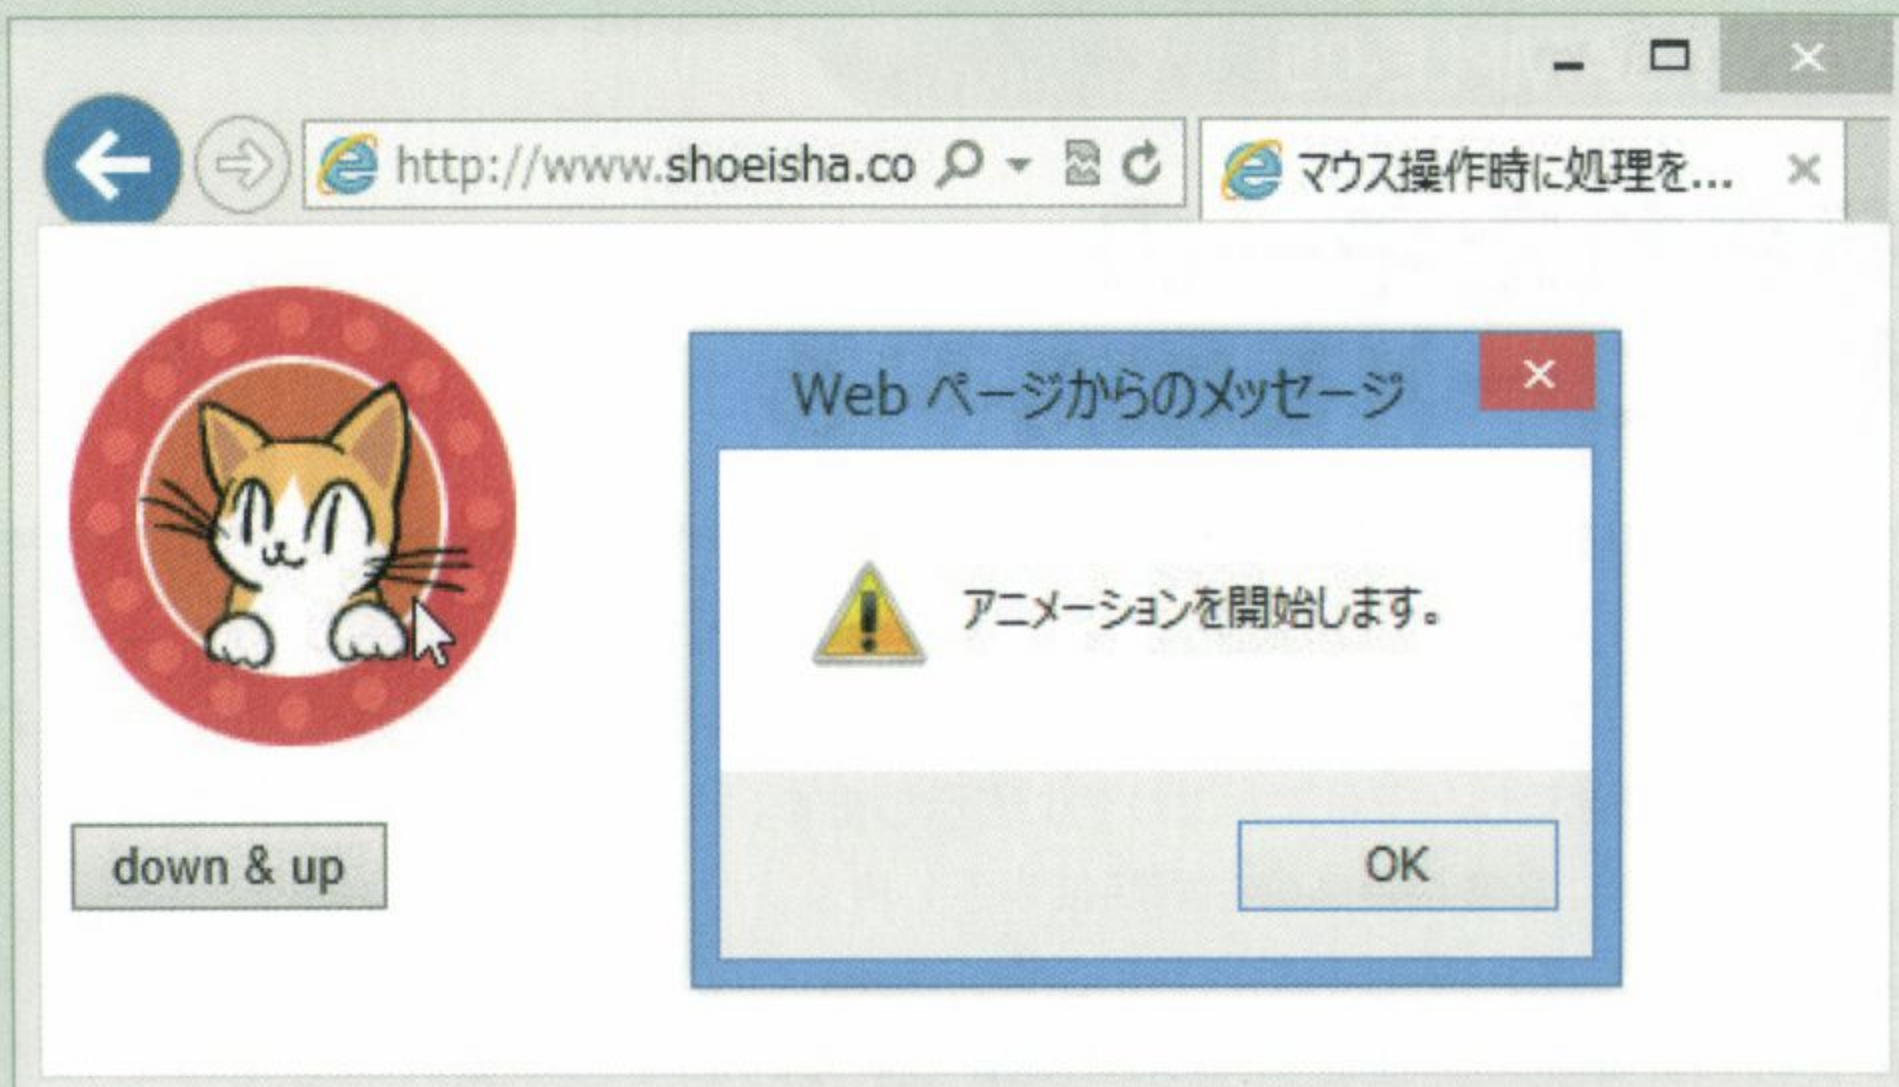 http://www.shoeisha.co
マウス操作時に処理を...
Web ページからのメッセージ
アニメーションを開始します。
down & up
OK